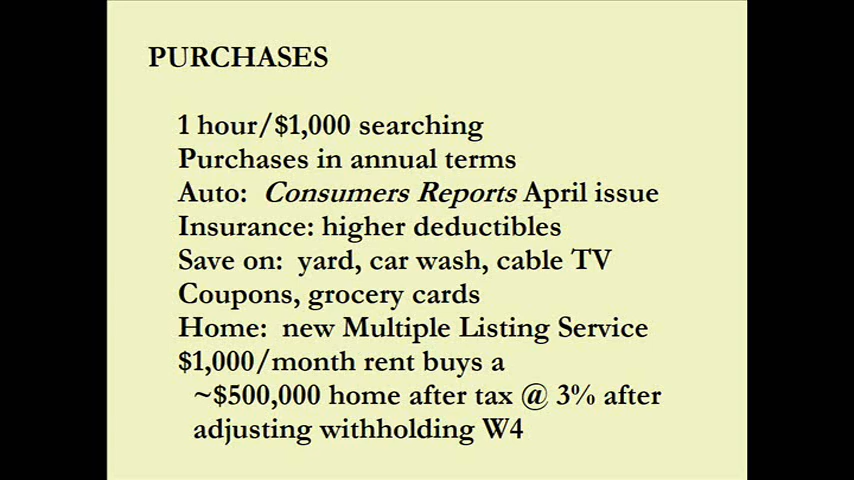 PURCHASES
1 hour/$1,000 searching
Purchases in annual terms
Auto: Consumers Reports April issue
Insurance: higher deductibles
Save on: yard, car wash, cable TV
Coupons, grocery cards
Home: new Multiple Listing Service
$1,000/month rent buys a
~$500,000 home after tax @ 3% after
adjusting withholding W4